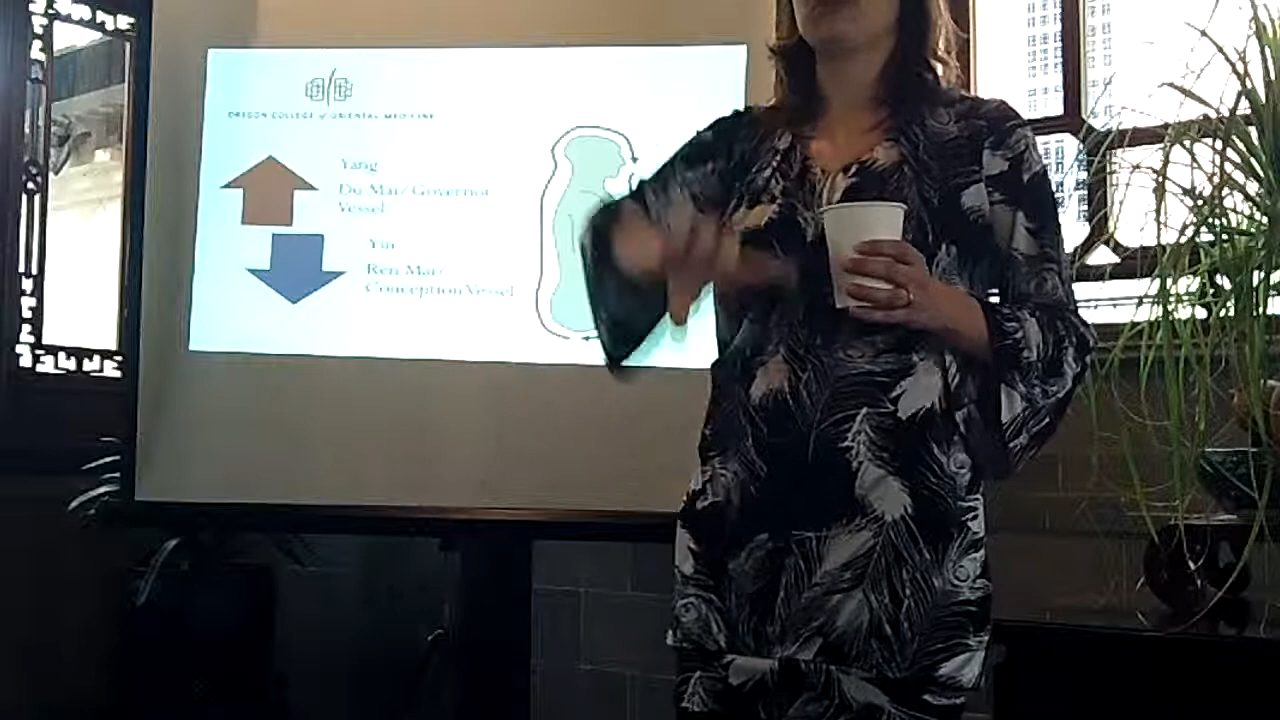 OREGON COLLEGE of ORIENTAL MEDICINE
Yang
Du Mai/ Governor
Vessel
Yin
Ren Mai/
Conception Vessel